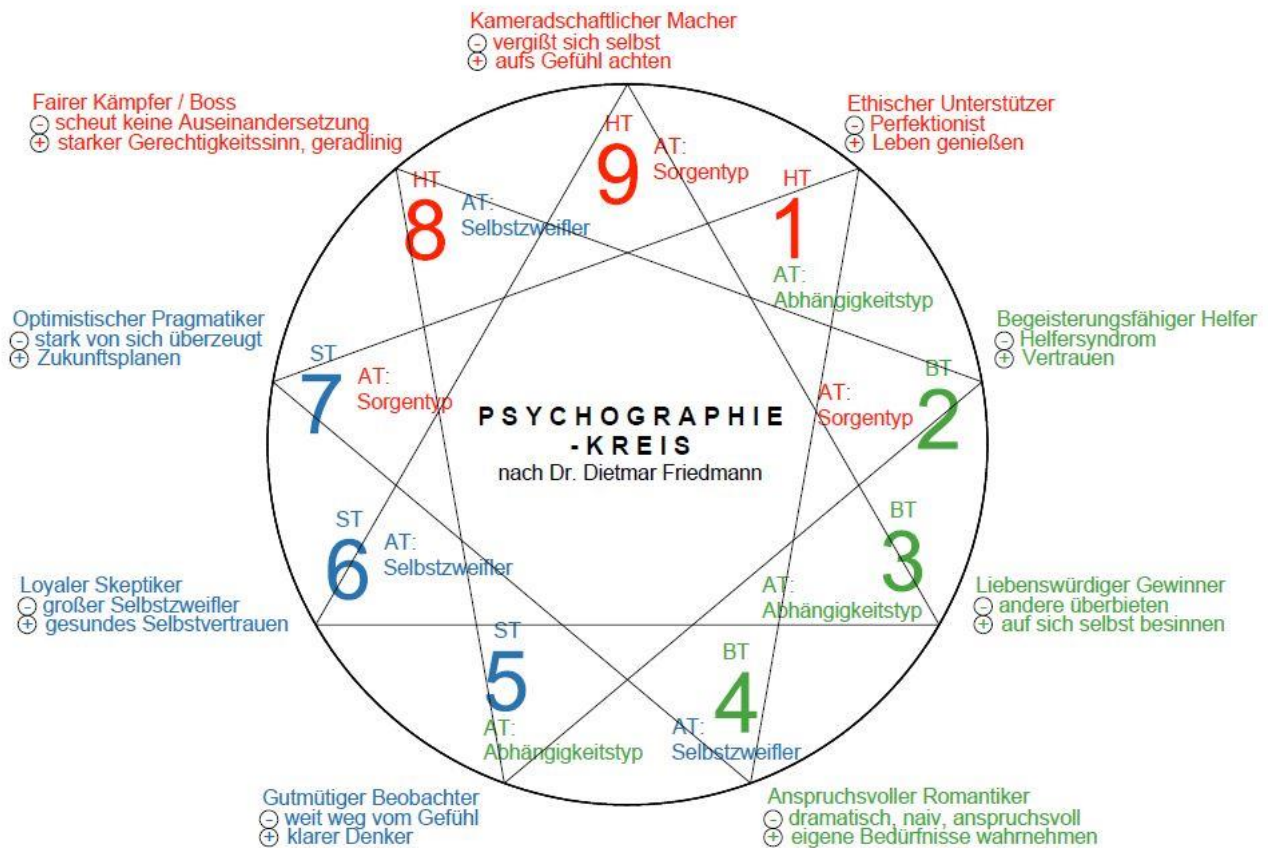 Kameradschaftlicher Macher
- vergißt sich selbst
+ aufs Gefühl achten
Fairer Kämpfer / Boss
- scheut keine Auseinandersetzung
+ starker Gerechtigkeitssinn, geradlinig
Ethischer Unterstützer
- Perfektionist
+ Leben genießen
HT
9
AT:
Sorgentyp
HT
8
AT:
Selbstzweifler
HT
1
AT:
Abhängigkeitstyp
Optimistischer Pragmatiker
- stark von sich überzeugt
+ Zukunftsplanen
ST
7
AT:
Sorgentyp
Begeisterungsfähiger Helfer
- Helfersyndrom
+ Vertrauen
BT
2
AT:
Sorgentyp
PSYCHOGRAPHIE
-KREIS
nach Dr. Dietmar Friedmann
ST
6
AT:
Selbstzweifler
BT
3
AT:
Abhängigkeitstyp
Loyaler Skeptiker
- großer Selbstzweifler
+ gesundes Selbstvertrauen
Liebenswürdiger Gewinner
- andere überbieten
+ auf sich selbst besinnen
ST
5
AT:
Abhängigkeitstyp
BT
4
AT:
Selbstzweifler
Gutmütiger Beobachter
- weit weg vom Gefühl
+ klarer Denker
Anspruchsvoller Romantiker
- dramatisch, naiv, anspruchsvoll
+ eigene Bedürfnisse wahrnehmen